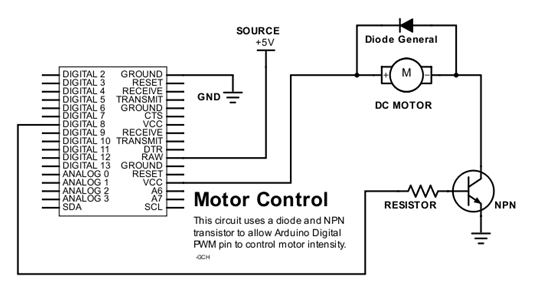 SOURCE
+5V
Diode General
M
+
−
DC MOTOR
DIGITAL 2 GROUND
DIGITAL 3 RESET
DIGITAL 4 RECEIVE
DIGITAL 5 TRANSMIT
DIGITAL 6 GROUND
DIGITAL 7 CTS
DIGITAL 8 VCC
DIGITAL 9 RECEIVE
DIGITAL 10 TRANSMIT
DIGITAL 11 DTR
DIGITAL 12 RAW
DIGITAL 13 GROUND
ANALOG 0 RESET
ANALOG 1 VCC
ANALOG 2 A6
ANALOG 3 A7
SDA SCL
GND
RESISTOR
NPN
Motor Control
This circuit uses a diode and NPN
transistor to allow Arduino Digital
PWM pin to control motor intensity.
-GCH